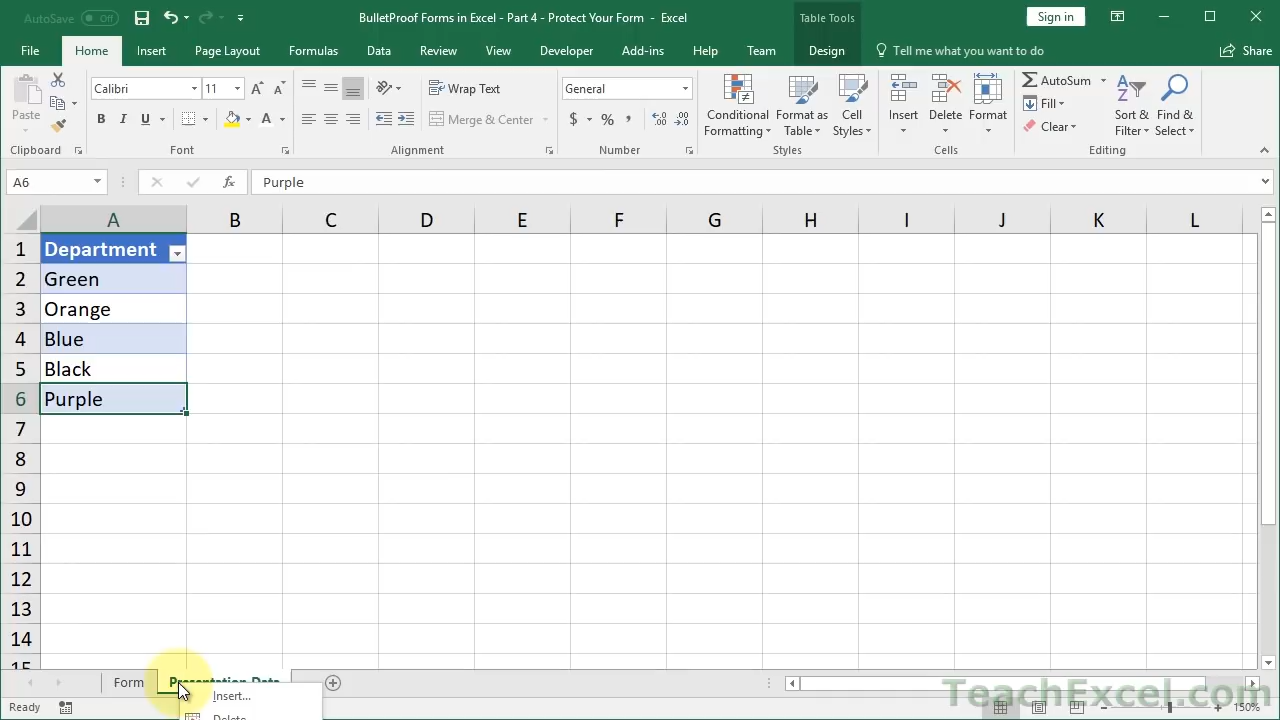 AutoSave Off
BulletProof Forms in Excel - Part 4 - Protect Your Form - Excel
Table Tools
Sign in
File Home Insert Page Layout Formulas Data Review View Developer Add-ins Help Team Design Tell me what you want to do Share
Paste
Clipboard
Calibri 11
B I U A
Font
Wrap Text
Merge & Center
Alignment
General
$ % ,
Number
Conditional Formatting
Format as Table
Cell Styles
Styles
Insert Delete Format
Cells
AutoSum
Fill
Clear
Sort & Filter
Find & Select
Editing
A6 fx Purple
A B C D E F G H I J K L
1 Department
2 Green
3 Orange
4 Blue
5 Black
6 Purple
7
8
9
10
11
12
13
14
15
Form Presentation Data
Insert...
Delete
Ready
150%
TeachExcel.com